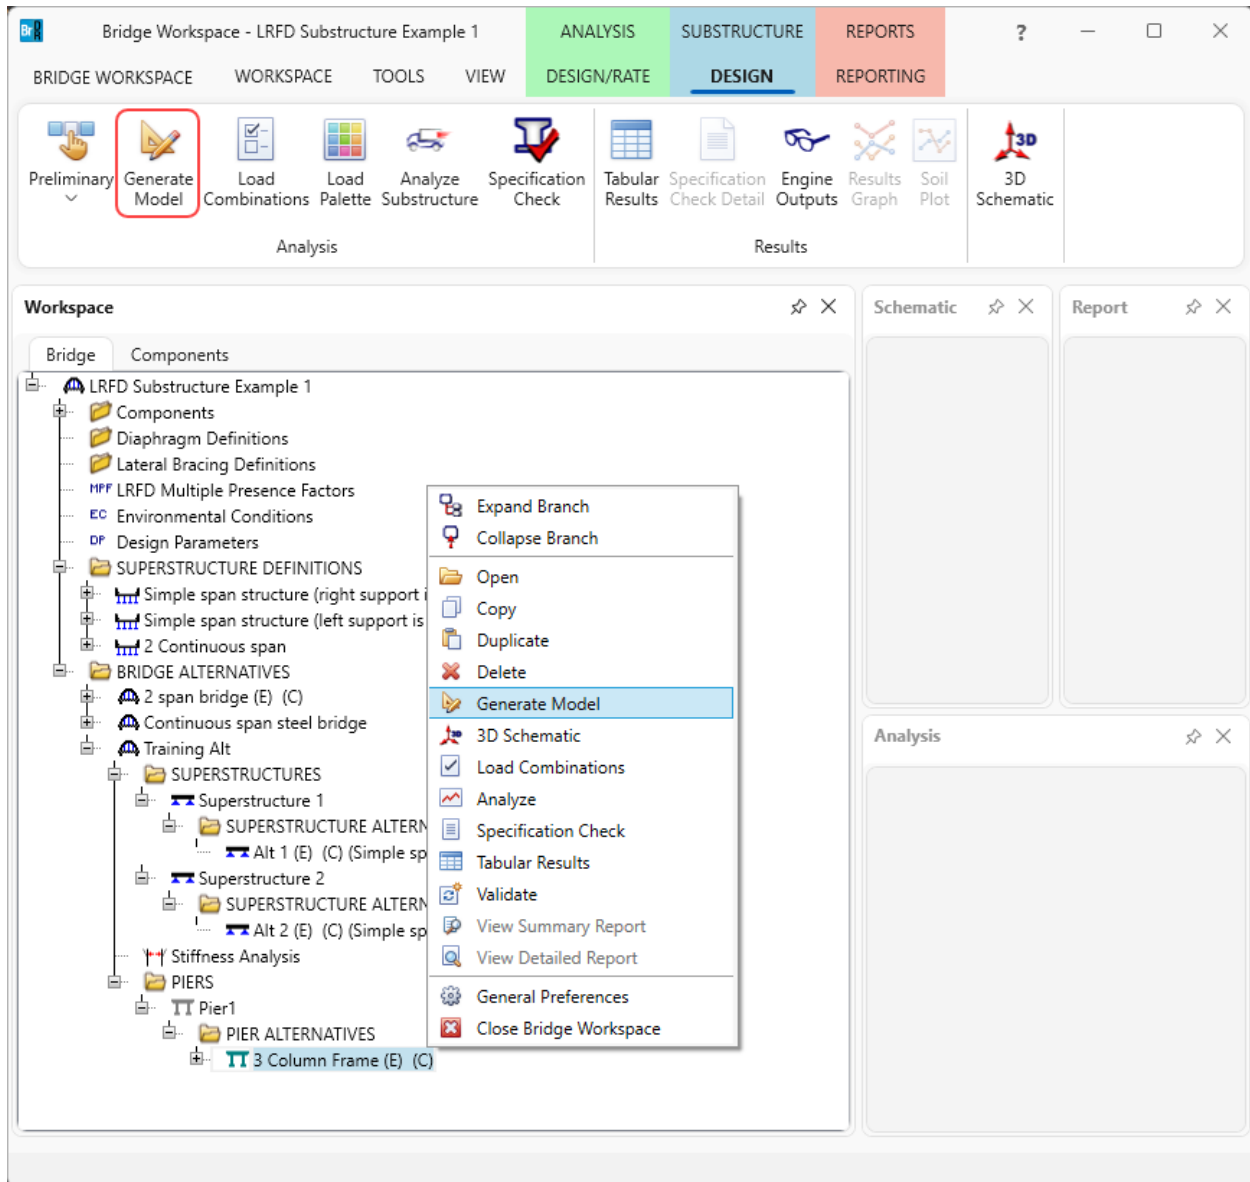 Br DR Bridge Workspace - LRFD Substructure Example 1 ANALYSIS SUBSTRUCTURE REPORTS ?
BRIDGE WORKSPACE WORKSPACE TOOLS VIEW DESIGN/RATE DESIGN REPORTING
3D
Preliminary Generate Load Load Analyze Specification Tabular Specification Engine Results Soil 3D
Model Combinations Palette Substructure Check Results Check Detail Outputs Graph Plot Schematic
Analysis Results
Workspace Schematic Report
Bridge Components
LRFD Substructure Example 1
Components
Diaphragm Definitions
Lateral Bracing Definitions
MPF LRFD Multiple Presence Factors
EC Environmental Conditions
DP Design Parameters
SUPERSTRUCTURE DEFINITIONS
Simple span structure (right support i
Simple span structure (left support is
2 Continuous span
BRIDGE ALTERNATIVES
2 span bridge (E) (C)
Continuous span steel bridge
Training Alt
SUPERSTRUCTURES
Superstructure 1
SUPERSTRUCTURE ALTERN
Alt 1 (E) (C) (Simple sp
Superstructure 2
SUPERSTRUCTURE ALTERN
Alt 2 (E) (C) (Simple sp
Stiffness Analysis
PIERS
Pier1
PIER ALTERNATIVES
3 Column Frame (E) (C)
Expand Branch
Collapse Branch
Open
Copy
Duplicate
Delete
Generate Model
3D Schematic
Load Combinations
Analyze
Specification Check
Tabular Results
Validate
View Summary Report
View Detailed Report
General Preferences
Close Bridge Workspace
Analysis